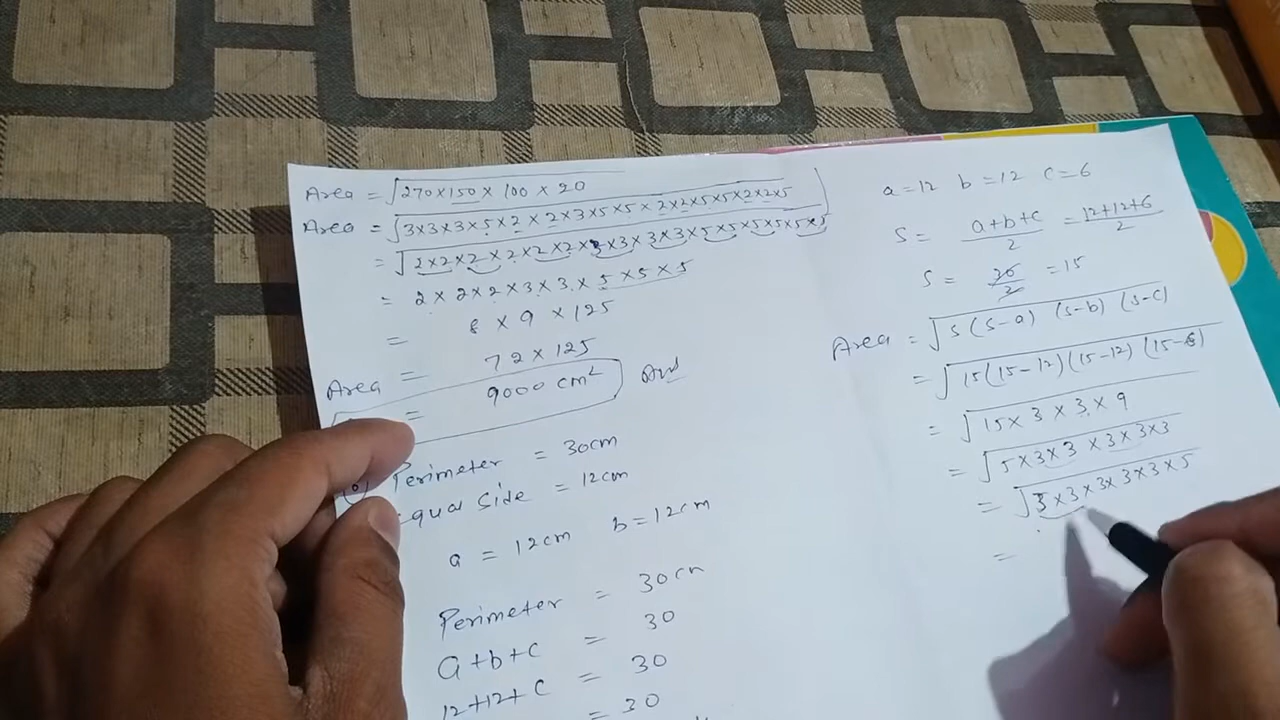 Area = √270×150×100×20
Area = √3×3×3×5×2×2×3×5×5×2×2×5×5×2×2×5
= √2×2×2×2×2×2×3×3×3×3×5×5×5×5×5×5
= 2×2×2×3×3×5×5×5
= 8×9×125
= 72×125
Area = 9000 cm² Ans
Perimeter = 30cm
Equal Side = 12cm
a = 12cm b=12cm
Perimeter = 30cm
a+b+c = 30
12+12+c = 30
= 30
a=12 b=12 c=6
S = a+b+c/2 = 12+12+6/2
S = 30/2 = 15
Area = √s(s-a) (s-b) (s-c)
= √15(15-12)(15-12)(15-6)
= √15×3×3×9
= √5×3×3×3×3×3
= √3×3×3×3×3×5
=